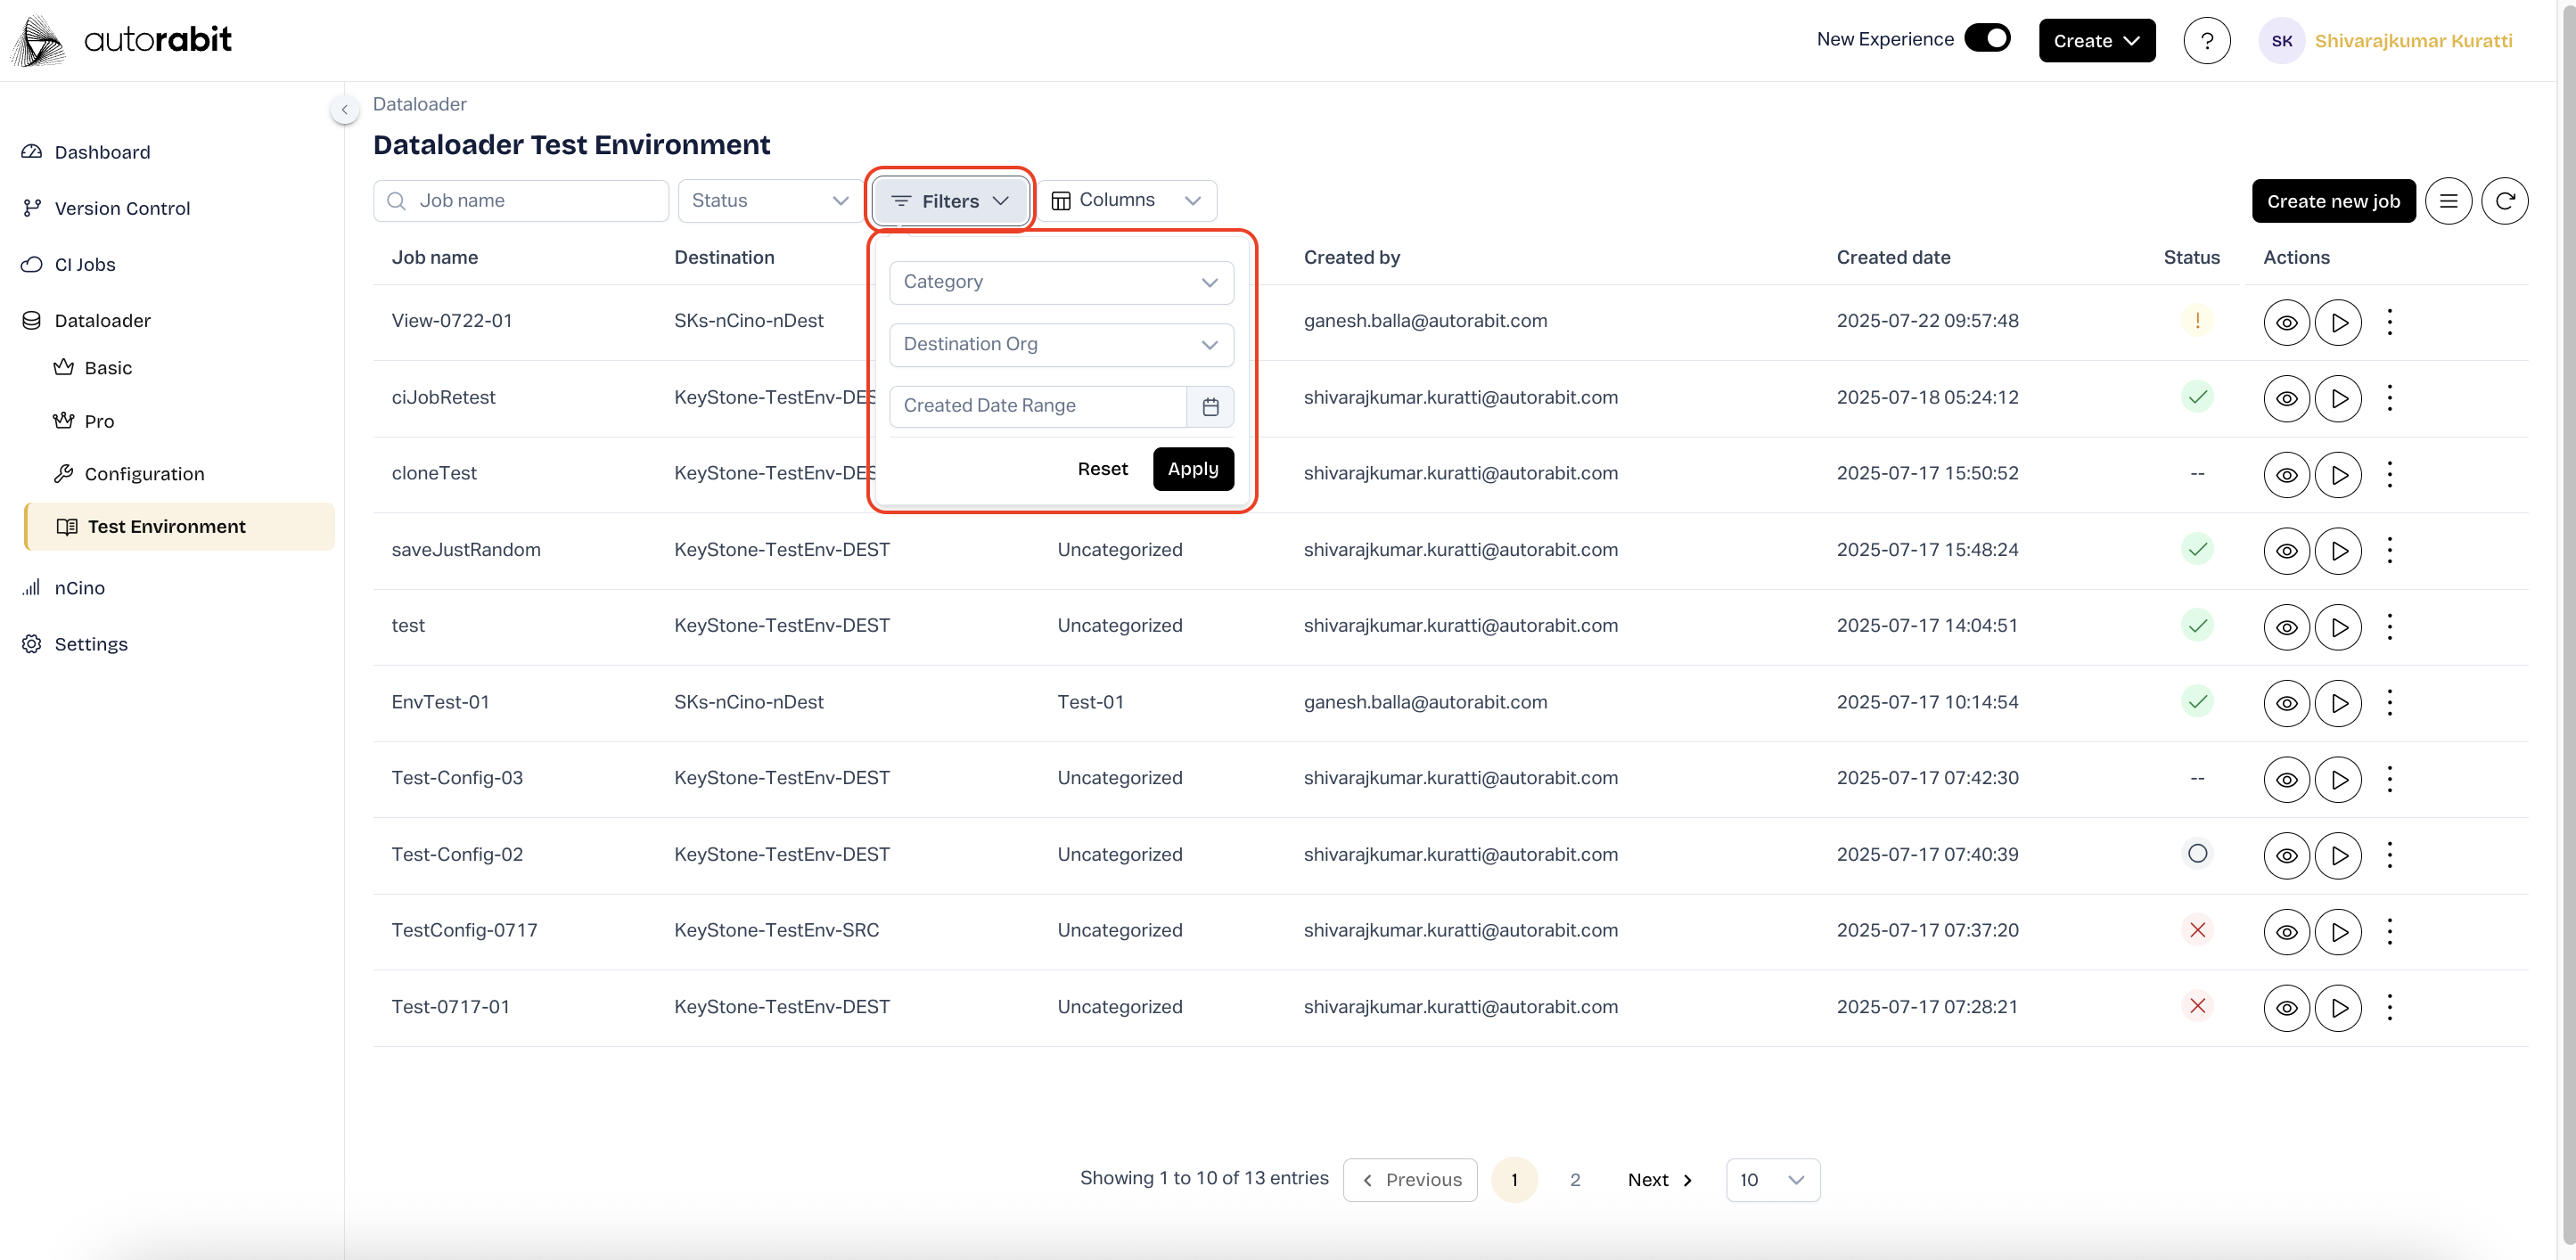 autorabit
New Experience
Create
?
SK
Shivarajkumar Kuratti
Dashboard
Version Control
CI Jobs
Dataloader
Basic
Pro
Configuration
Test Environment
nCino
Settings
Dataloader
Dataloader Test Environment
Job name
Status
Filters
Columns
Create new job
Category
Destination Org
Created Date Range
Reset
Apply
Job name Destination Created by Created date Status Actions
View-0722-01 SKs-nCino-nDest ganesh.balla@autorabit.com 2025-07-22 09:57:48 !
ciJobRetest KeyStone-TestEnv-DES shivarajkumar.kuratti@autorabit.com 2025-07-18 05:24:12
cloneTest KeyStone-TestEnv-DES shivarajkumar.kuratti@autorabit.com 2025-07-17 15:50:52 --
saveJustRandom KeyStone-TestEnv-DEST Uncategorized shivarajkumar.kuratti@autorabit.com 2025-07-17 15:48:24
test KeyStone-TestEnv-DEST Uncategorized shivarajkumar.kuratti@autorabit.com 2025-07-17 14:04:51
EnvTest-01 SKs-nCino-nDest Test-01 ganesh.balla@autorabit.com 2025-07-17 10:14:54
Test-Config-03 KeyStone-TestEnv-DEST Uncategorized shivarajkumar.kuratti@autorabit.com 2025-07-17 07:42:30 --
Test-Config-02 KeyStone-TestEnv-DEST Uncategorized shivarajkumar.kuratti@autorabit.com 2025-07-17 07:40:39
TestConfig-0717 KeyStone-TestEnv-SRC Uncategorized shivarajkumar.kuratti@autorabit.com 2025-07-17 07:37:20
Test-0717-01 KeyStone-TestEnv-DEST Uncategorized shivarajkumar.kuratti@autorabit.com 2025-07-17 07:28:21
Showing 1 to 10 of 13 entries Previous 1 2 Next 10